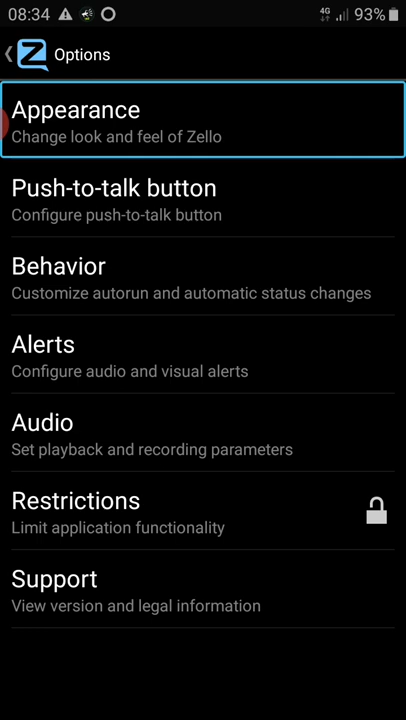 08:34 4G 93%
Z Options
Appearance
Change look and feel of Zello
Push-to-talk button
Configure push-to-talk button
Behavior
Customize autorun and automatic status changes
Alerts
Configure audio and visual alerts
Audio
Set playback and recording parameters
Restrictions
Limit application functionality
Support
View version and legal information